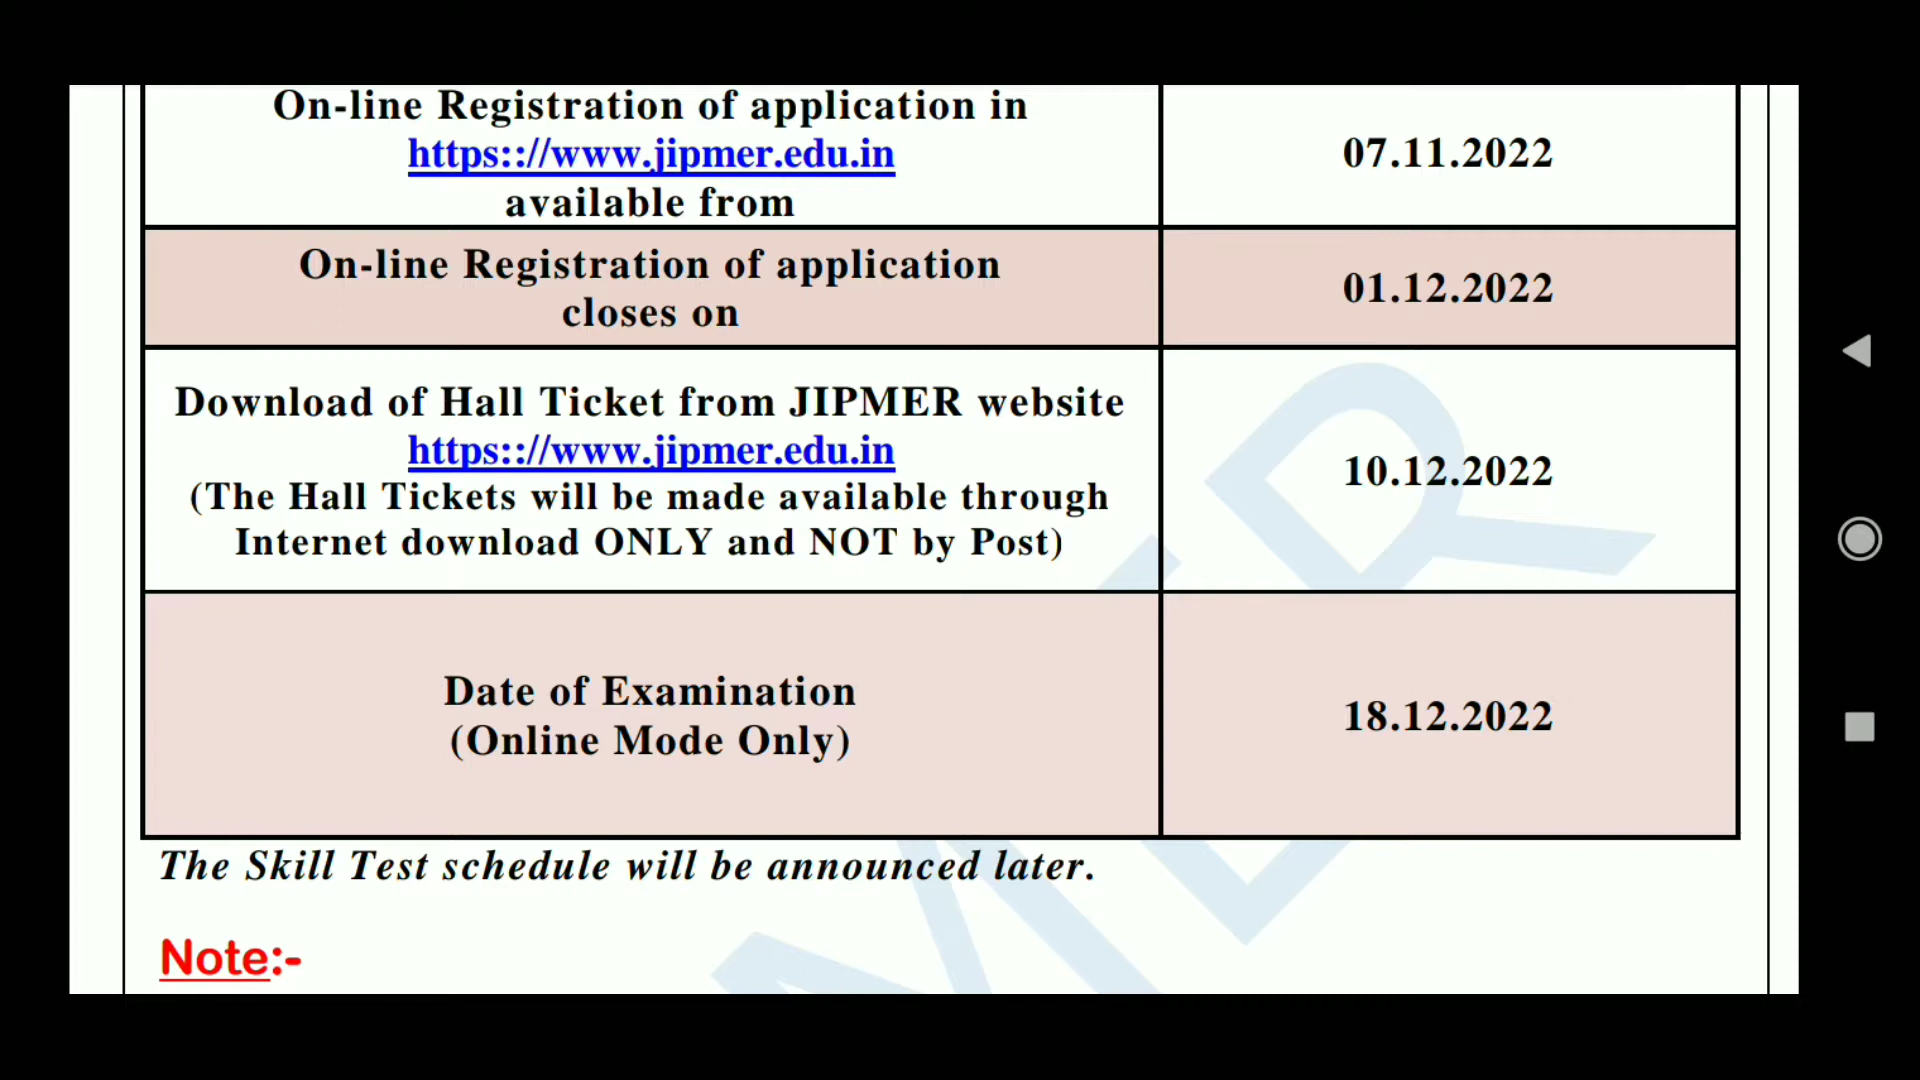 On-line Registration of application in
https:://www.jipmer.edu.in
available from
07.11.2022
On-line Registration of application
closes on
01.12.2022
Download of Hall Ticket from JIPMER website
https:://www.jipmer.edu.in
(The Hall Tickets will be made available through
Internet download ONLY and NOT by Post)
10.12.2022
Date of Examination
(Online Mode Only)
18.12.2022
The Skill Test schedule will be announced later.
Note:-